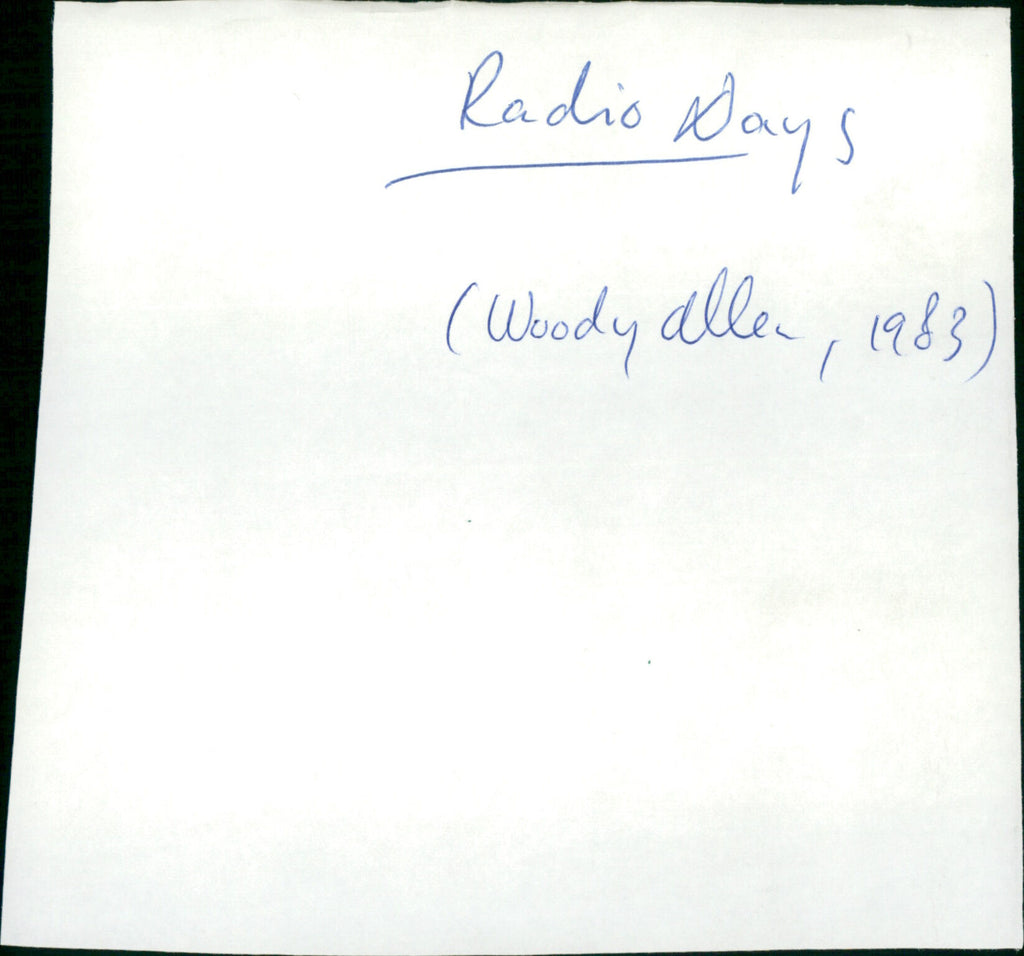 Radio Days
(Woody Allen, 1983)